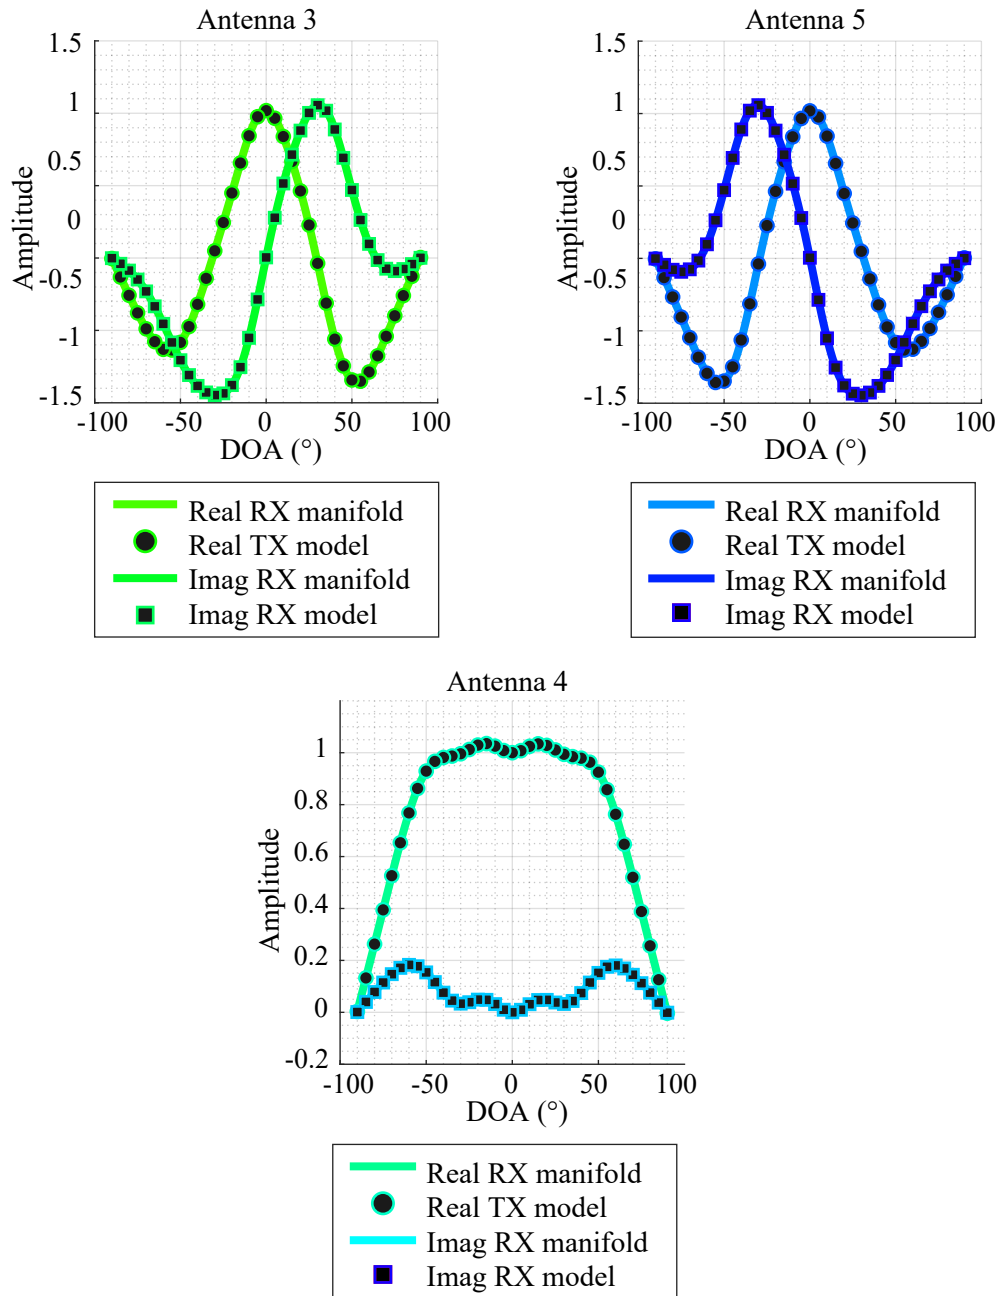 Antenna 3
1.5
1
0.5
0
-0.5
-1
-1.5
Amplitude
-100 -50 0 50 100
DOA (°)
Real RX manifold
Real TX model
Imag RX manifold
Imag RX model
Antenna 5
1.5
1
0.5
0
-0.5
-1
-1.5
Amplitude
-100 -50 0 50 100
DOA (°)
Real RX manifold
Real TX model
Imag RX manifold
Imag RX model
Antenna 4
1
0.8
0.6
0.4
0.2
0
-0.2
Amplitude
-100 -50 0 50 100
DOA (°)
Real RX manifold
Real TX model
Imag RX manifold
Imag RX model